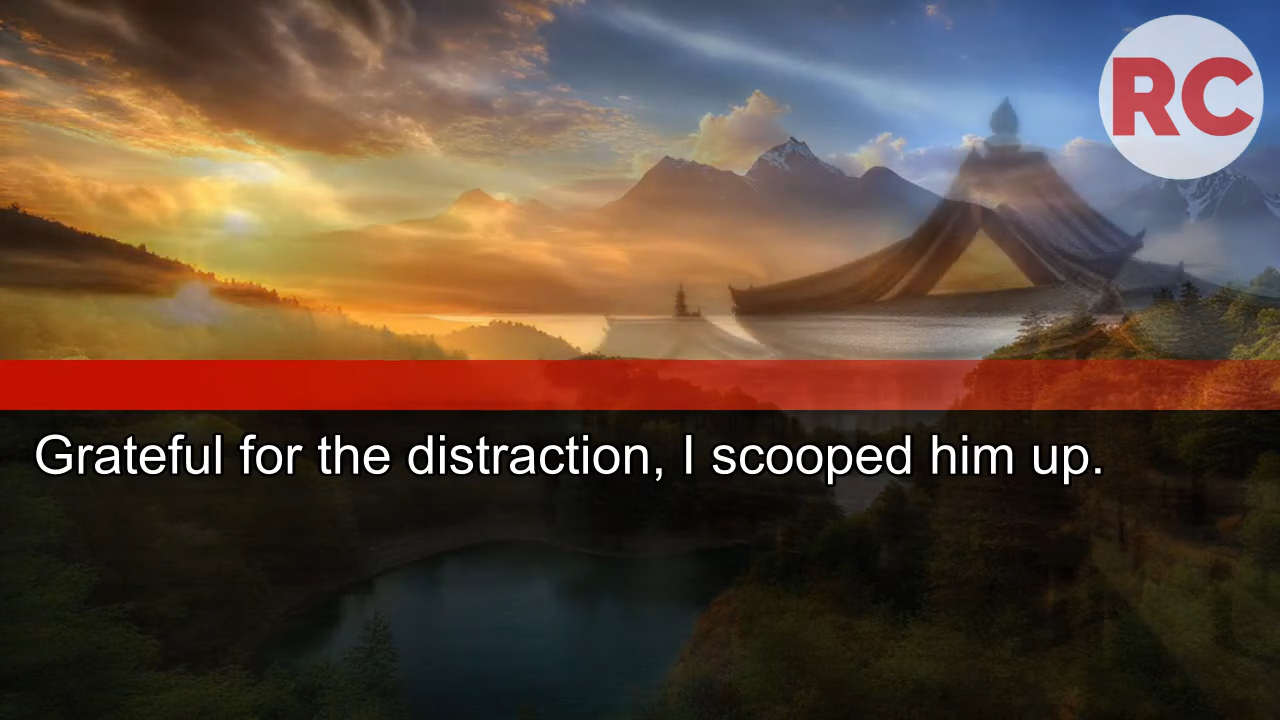 RC
Grateful for the distraction, I scooped him up.